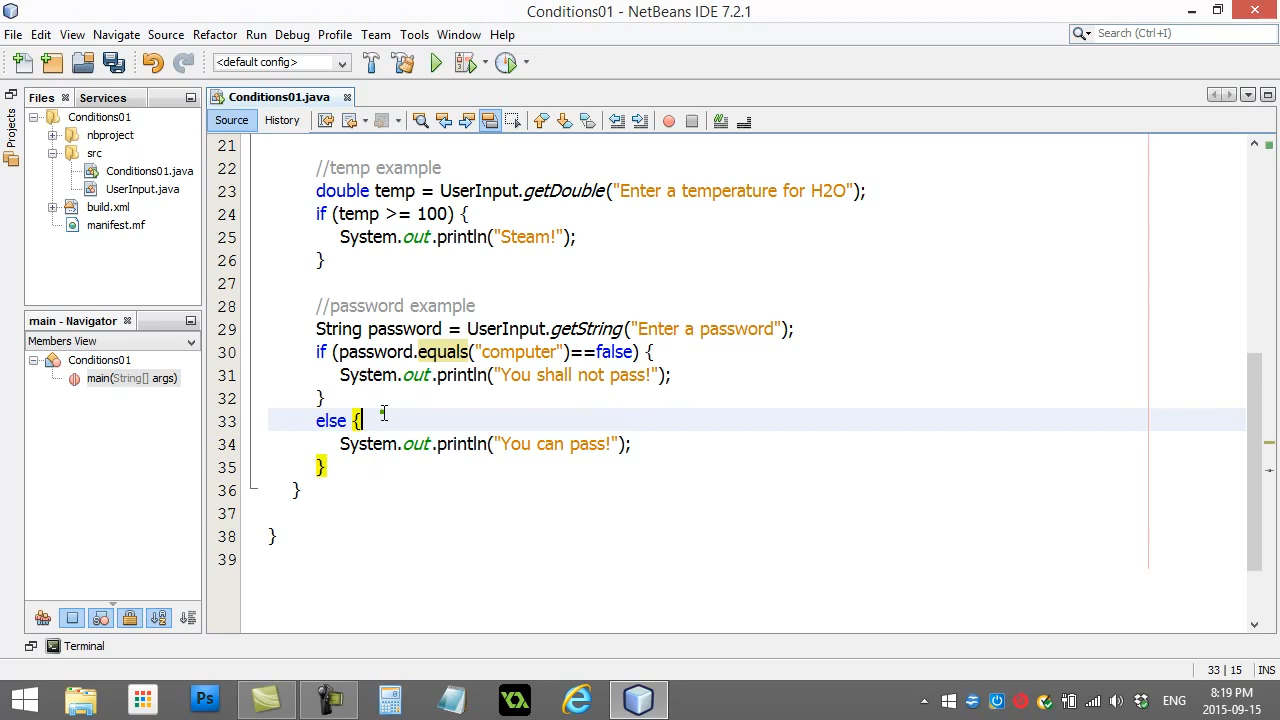 Conditions01 - NetBeans IDE 7.2.1
File Edit View Navigate Source Refactor Run Debug Profile Team Tools Window Help
Search (Ctrl+I)
<default config>
Projects
Files Services
Conditions01
nbproject
src
Conditions01.java
UserInput.java
build.xml
manifest.mf
main - Navigator
Members View
Conditions01
main(String[] args)
Conditions01.java
Source History
21
22 //temp example
23 double temp = UserInput.getDouble("Enter a temperature for H2O");
24 if (temp >= 100) {
25 System.out.println("Steam!");
26 }
27
28 //password example
29 String password = UserInput.getString("Enter a password");
30 if (password.equals("computer")==false) {
31 System.out.println("You shall not pass!");
32 }
33 else {
34 System.out.println("You can pass!");
35 }
36 }
37
38 }
39
Terminal
33 | 15 INS
Ps
ENG
8:19 PM
2015-09-15